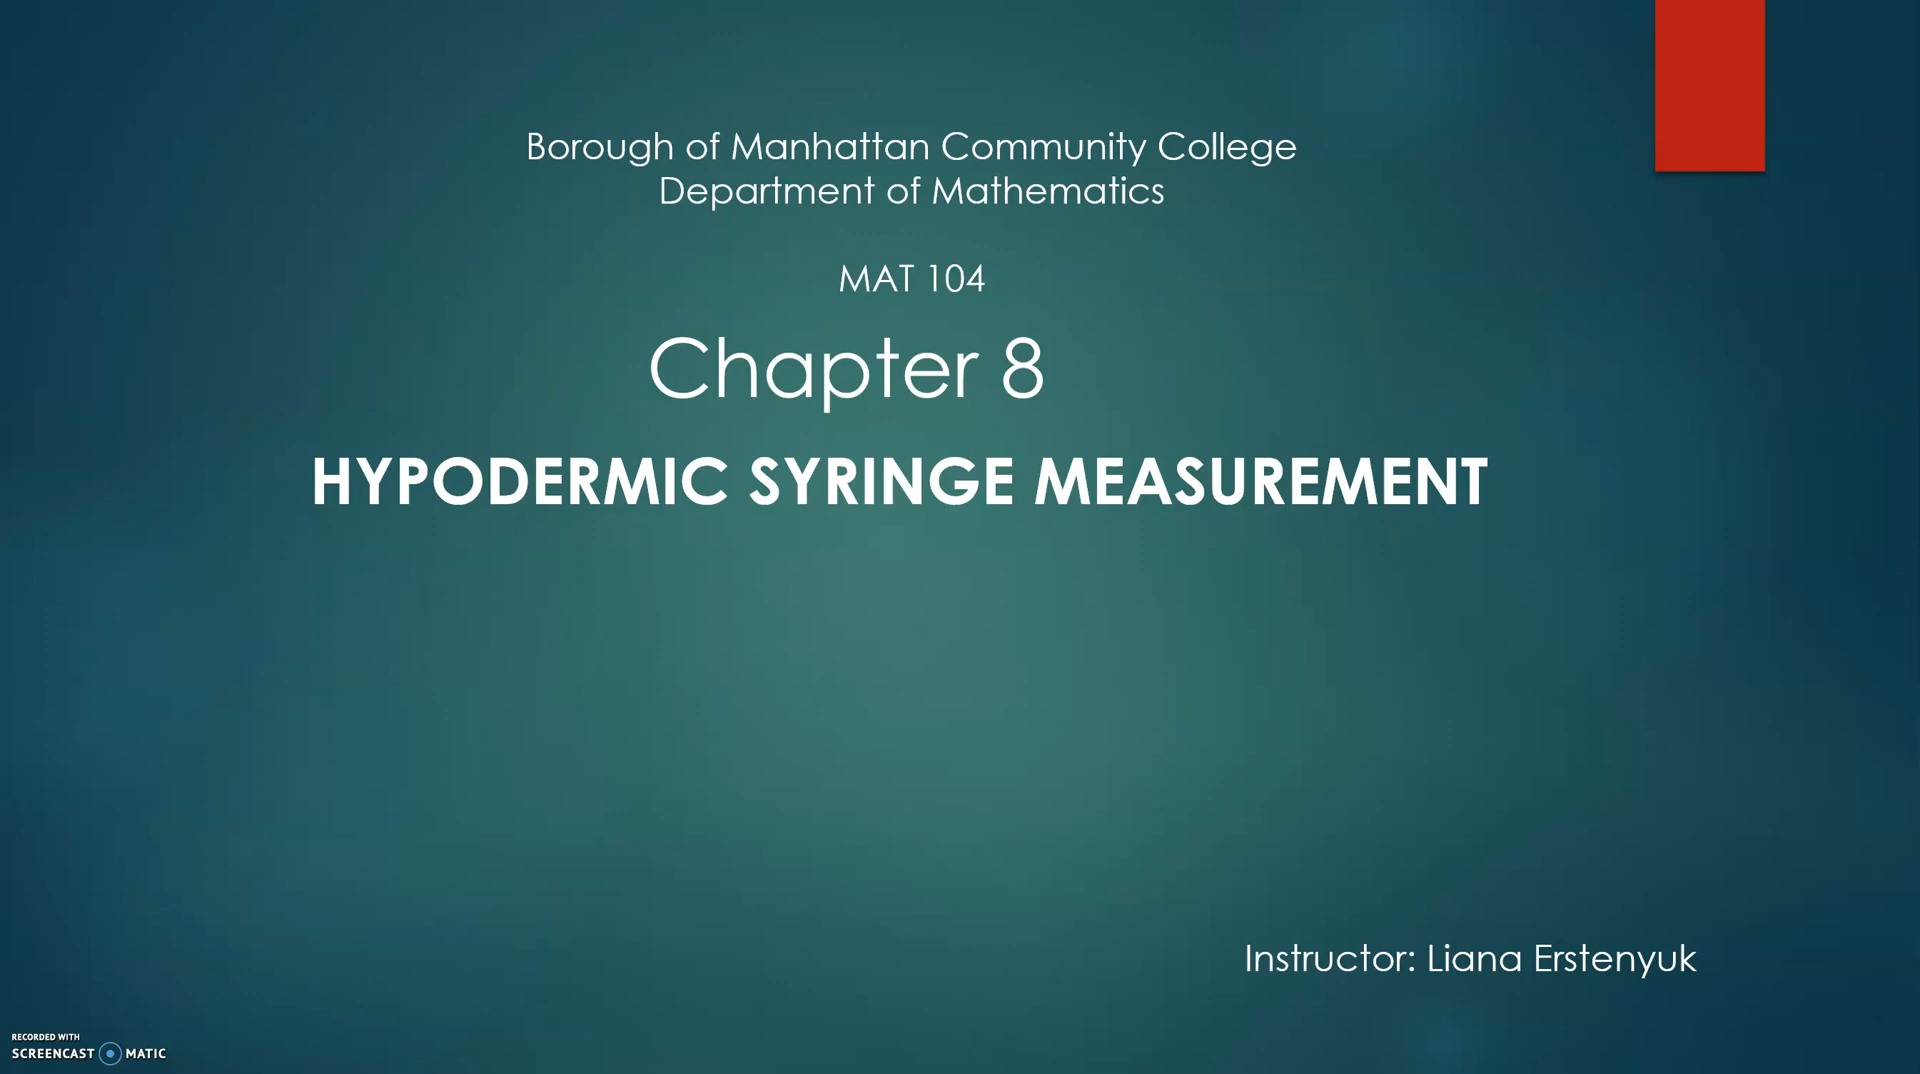 Borough of Manhattan Community College
Department of Mathematics
MAT 104
Chapter 8
HYPODERMIC SYRINGE MEASUREMENT
Instructor: Liana Erstenyuk
RECORDED WITH
SCREENCAST MATIC